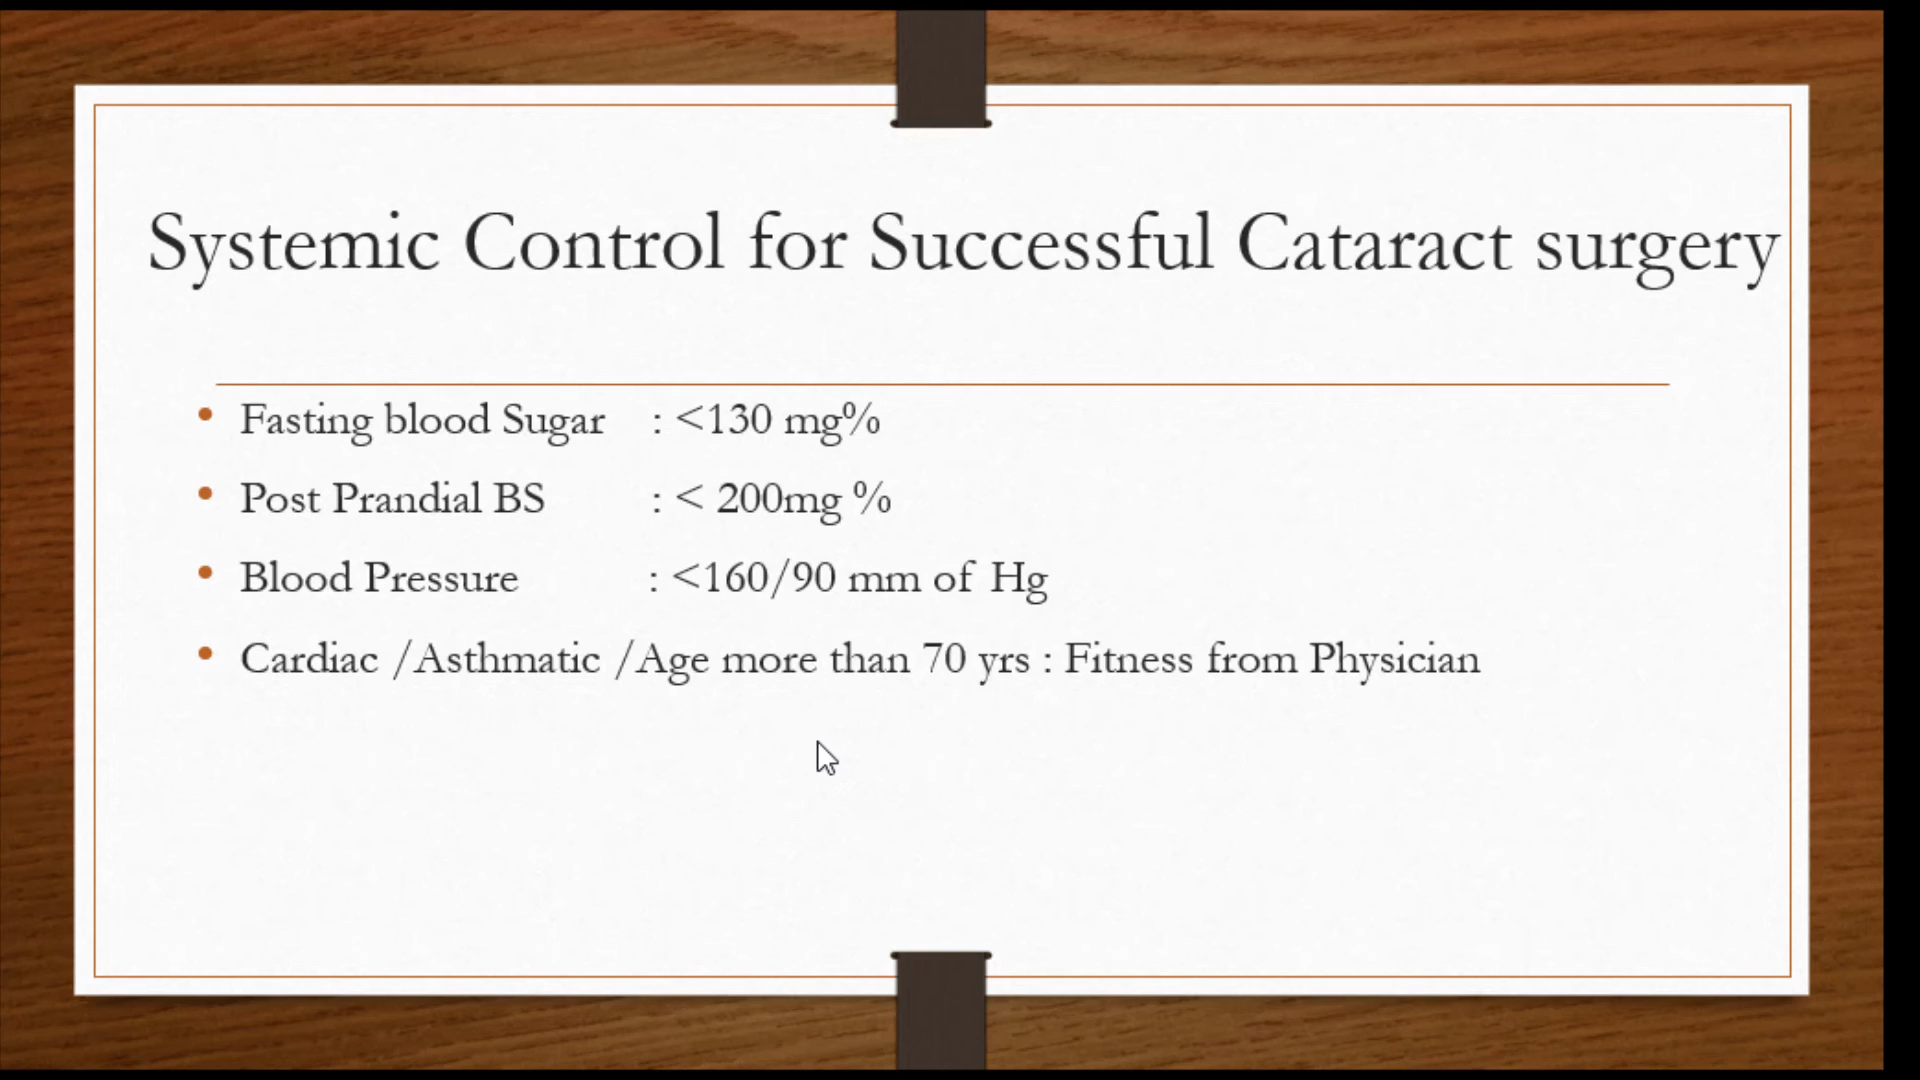 Systemic Control for Successful Cataract surgery
• Fasting blood Sugar : <130 mg%
• Post Prandial BS : < 200mg %
• Blood Pressure : <160/90 mm of Hg
• Cardiac /Asthmatic /Age more than 70 yrs : Fitness from Physician